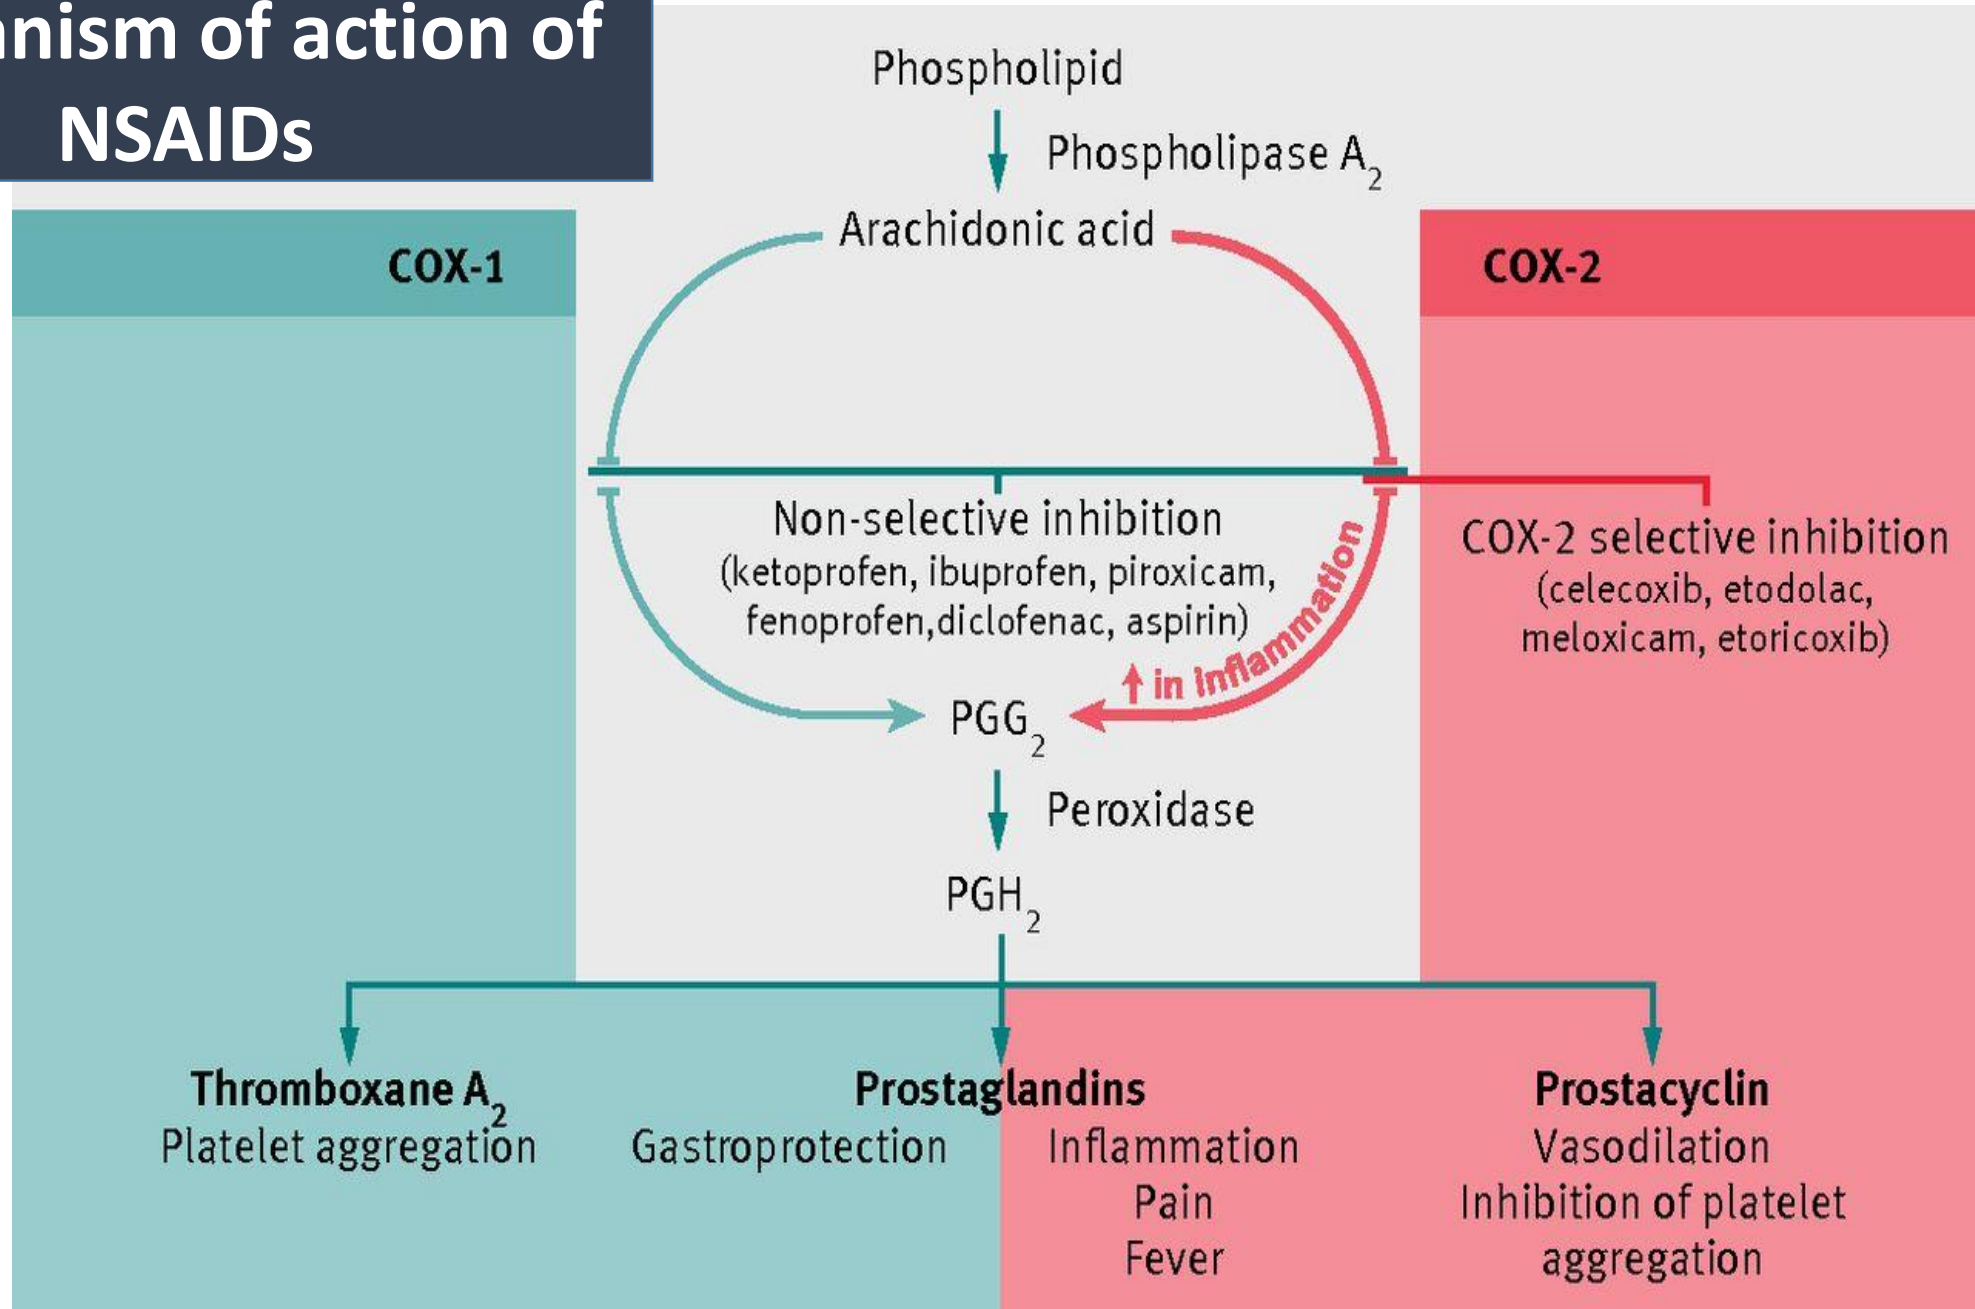 nism of action of
NSAIDs
Phospholipid
Phospholipase A2
Arachidonic acid
COX-1
COX-2
Non-selective inhibition
(ketoprofen, ibuprofen, piroxicam,
fenoprofen,diclofenac, aspirin)
COX-2 selective inhibition
(celecoxib, etodolac,
meloxicam, etoricoxib)
↑ in inflammation
PGG2
Peroxidase
PGH2
Thromboxane A2
Platelet aggregation
Prostaglandins
Gastroprotection
Inflammation
Pain
Fever
Prostacyclin
Vasodilation
Inhibition of platelet
aggregation